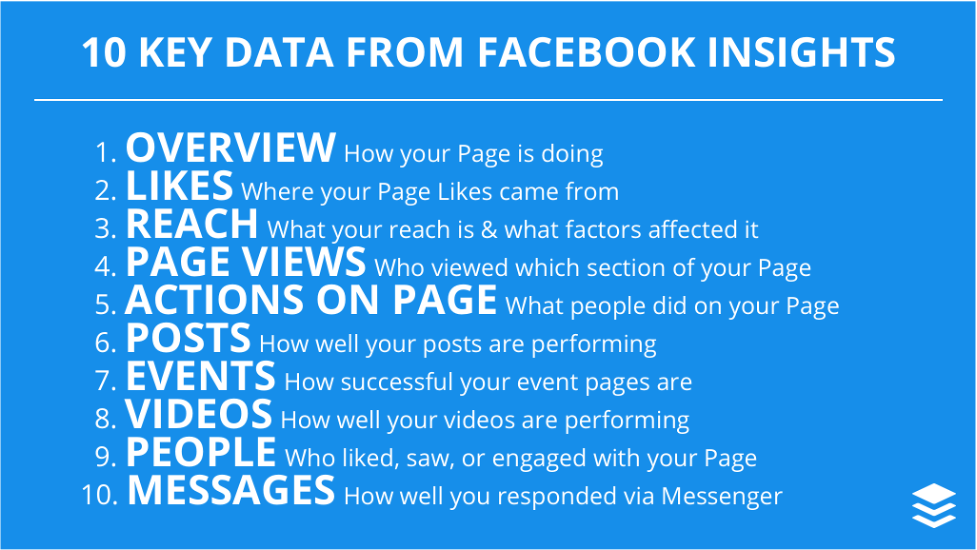 10 KEY DATA FROM FACEBOOK INSIGHTS
1. OVERVIEW How your Page is doing
2. LIKES Where your Page Likes came from
3. REACH What your reach is & what factors affected it
4. PAGE VIEWS Who viewed which section of your Page
5. ACTIONS ON PAGE What people did on your Page
6. POSTS How well your posts are performing
7. EVENTS How successful your event pages are
8. VIDEOS How well your videos are performing
9. PEOPLE Who liked, saw, or engaged with your Page
10. MESSAGES How well you responded via Messenger